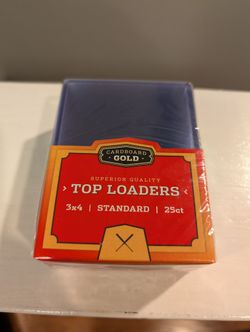 CARDBOARD
GOLD
SUPERIOR QUALITY
TOP LOADERS
3x4 | STANDARD | 25ct